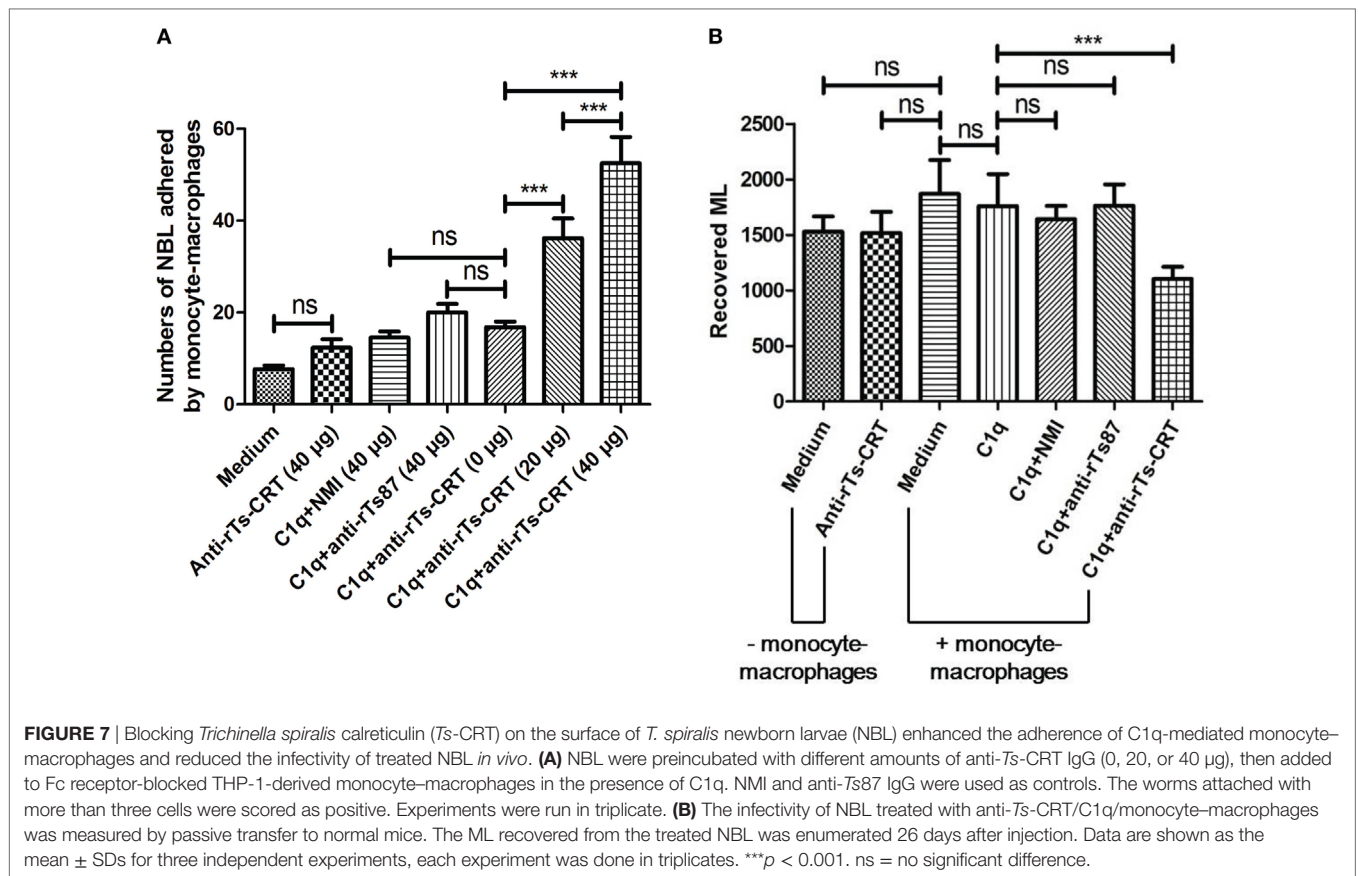 A
Numbers of NBL adhered
by monocyte-macrophages
60
40
20
0
ns
ns
ns
***
***
***
Medium
Anti-rTs-CRT (40 µg)
C1q+NMI (40 µg)
C1q+anti-rTs87 (40 µg)
C1q+anti-rTs-CRT (0 µg)
C1q+anti-rTs-CRT (20 µg)
C1q+anti-rTs-CRT (40 µg)
B
Recovered ML
2500
2000
1500
1000
500
0
***
ns
ns
ns
ns
ns
Medium
Anti-rTs-CRT
Medium
C1q
C1q+NMI
C1q+anti-rTs87
C1q+anti-rTs-CRT
- monocyte-
macrophages
+ monocyte-
macrophages
FIGURE 7 | Blocking Trichinella spiralis calreticulin (Ts-CRT) on the surface of T. spiralis newborn larvae (NBL) enhanced the adherence of C1q-mediated monocyte–
macrophages and reduced the infectivity of treated NBL in vivo. (A) NBL were preincubated with different amounts of anti-Ts-CRT IgG (0, 20, or 40 µg), then added
to Fc receptor-blocked THP-1-derived monocyte–macrophages in the presence of C1q. NMI and anti-Ts87 IgG were used as controls. The worms attached with
more than three cells were scored as positive. Experiments were run in triplicate. (B) The infectivity of NBL treated with anti-Ts-CRT/C1q/monocyte–macrophages
was measured by passive transfer to normal mice. The ML recovered from the treated NBL was enumerated 26 days after injection. Data are shown as the
mean ± SDs for three independent experiments, each experiment was done in triplicates. ***p < 0.001. ns = no significant difference.